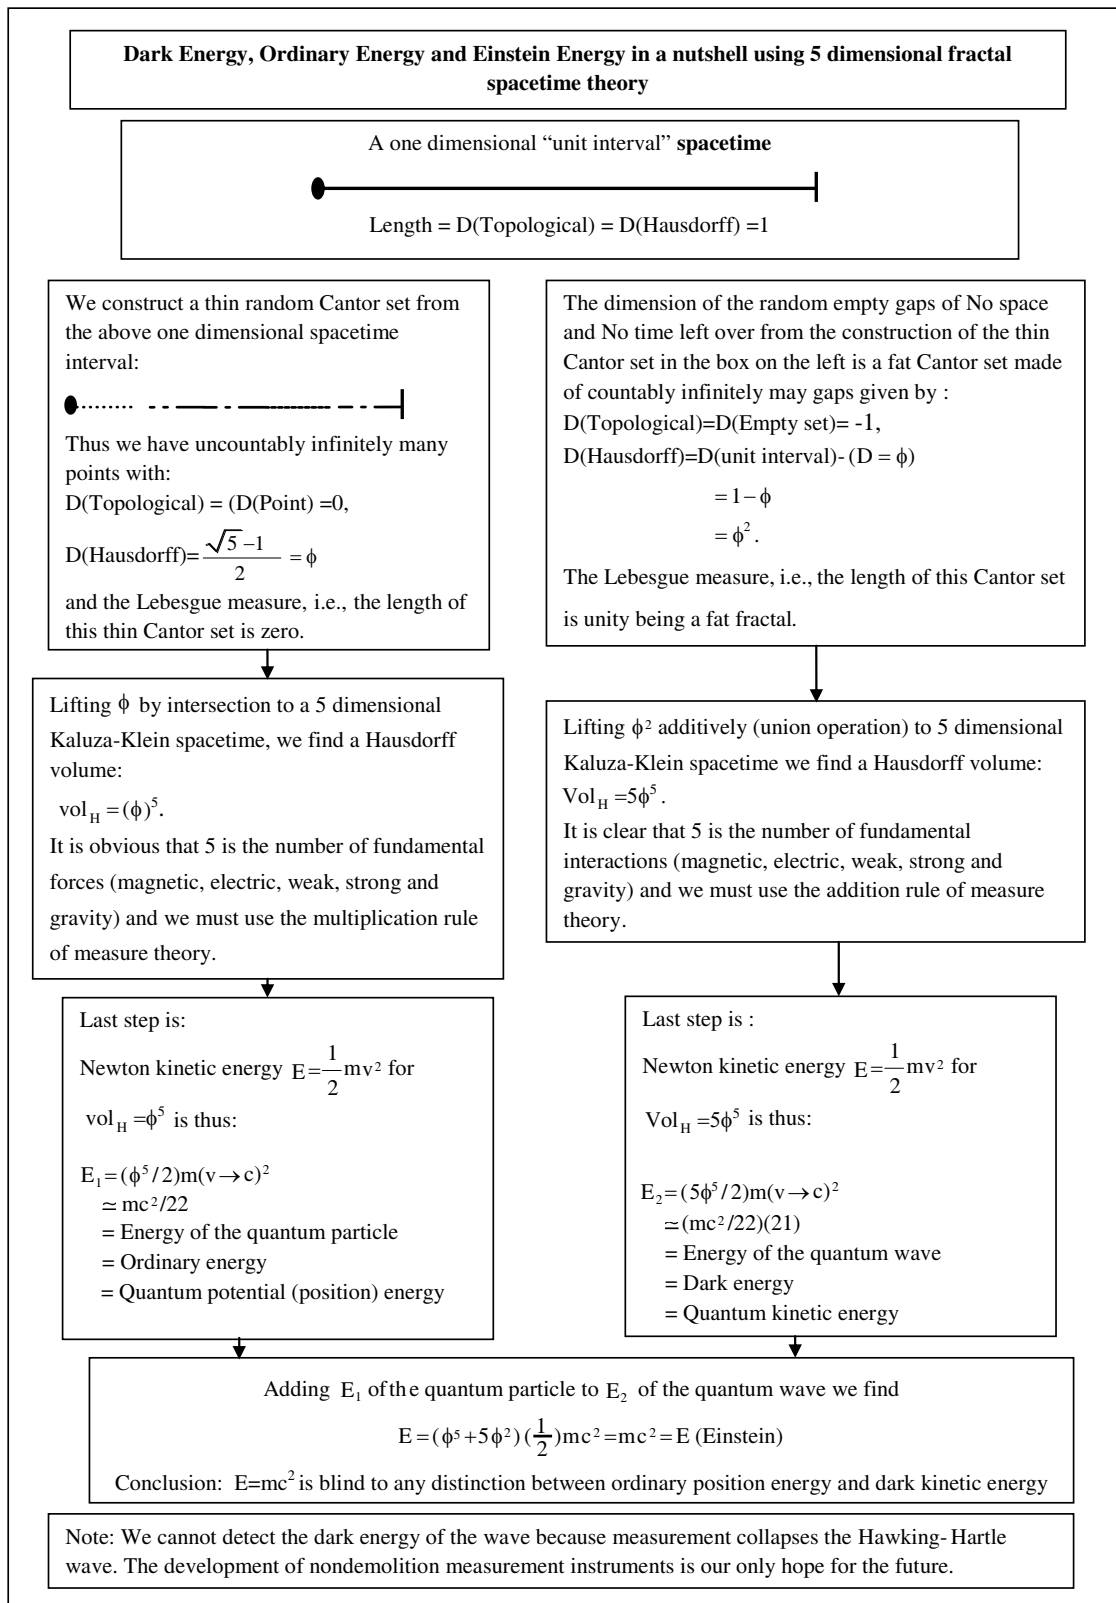 Dark Energy, Ordinary Energy and Einstein Energy in a nutshell using 5 dimensional fractal
spacetime theory
A one dimensional “unit interval” spacetime
Length = D(Topological) = D(Hausdorff) =1
We construct a thin random Cantor set from
the above one dimensional spacetime
interval:
Thus we have uncountably infinitely many
points with:
D(Topological) = (D(Point) =0,
D(Hausdorff)= (√5 −1)/2 = ϕ
and the Lebesgue measure, i.e., the length of
this thin Cantor set is zero.
The dimension of the random empty gaps of No space
and No time left over from the construction of the thin
Cantor set in the box on the left is a fat Cantor set made
of countably infinitely may gaps given by :
D(Topological)=D(Empty set)= -1,
D(Hausdorff)=D(unit interval)- (D = ϕ)
= 1 − ϕ
= ϕ².
The Lebesgue measure, i.e., the length of this Cantor set
is unity being a fat fractal.
Lifting ϕ by intersection to a 5 dimensional
Kaluza-Klein spacetime, we find a Hausdorff
volume:
vol_H = (ϕ)⁵.
It is obvious that 5 is the number of fundamental
forces (magnetic, electric, weak, strong and
gravity) and we must use the multiplication rule
of measure theory.
Lifting ϕ² additively (union operation) to 5 dimensional
Kaluza-Klein spacetime we find a Hausdorff volume:
Vol_H =5ϕ⁵.
It is clear that 5 is the number of fundamental
interactions (magnetic, electric, weak, strong and
gravity) and we must use the addition rule of measure
theory.
Last step is:
Newton kinetic energy E=1/2 mv² for
vol_H =ϕ⁵ is thus:
E₁=(ϕ⁵/2)m(v→c)²
≃ mc²/22
= Energy of the quantum particle
= Ordinary energy
= Quantum potential (position) energy
Last step is :
Newton kinetic energy E=1/2 mv² for
Vol_H =5ϕ⁵ is thus:
E₂=(5ϕ⁵/2)m(v→c)²
≃(mc²/22)(21)
= Energy of the quantum wave
= Dark energy
= Quantum kinetic energy
Adding E₁ of the quantum particle to E₂ of the quantum wave we find
E=(ϕ⁵+5ϕ²)(1/2)mc²=mc²=E (Einstein)
Conclusion: E=mc² is blind to any distinction between ordinary position energy and dark kinetic energy
Note: We cannot detect the dark energy of the wave because measurement collapses the Hawking-Hartle
wave. The development of nondemolition measurement instruments is our only hope for the future.